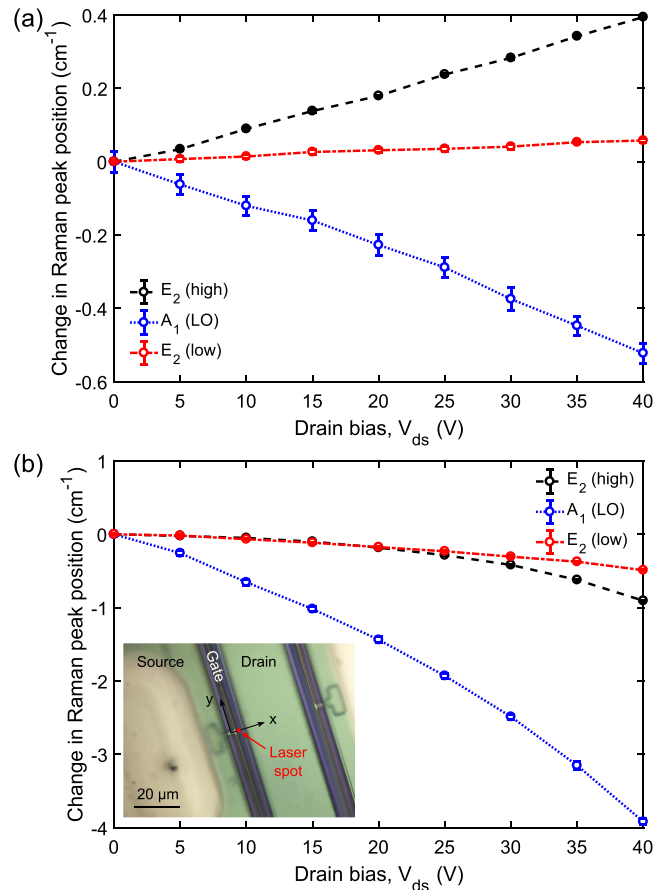 (a)
Change in Raman peak position (cm-1)
0.4
0.2
0
-0.2
-0.4
-0.6
E2 (high)
A1 (LO)
E2 (low)
0 5 10 15 20 25 30 35 40
Drain bias, Vds (V)
(b)
Change in Raman peak position (cm-1)
1
0
-1
-2
-3
-4
E2 (high)
A1 (LO)
E2 (low)
Source
Gate
Drain
y
x
Laser
spot
20 µm
0 5 10 15 20 25 30 35 40
Drain bias, Vds (V)